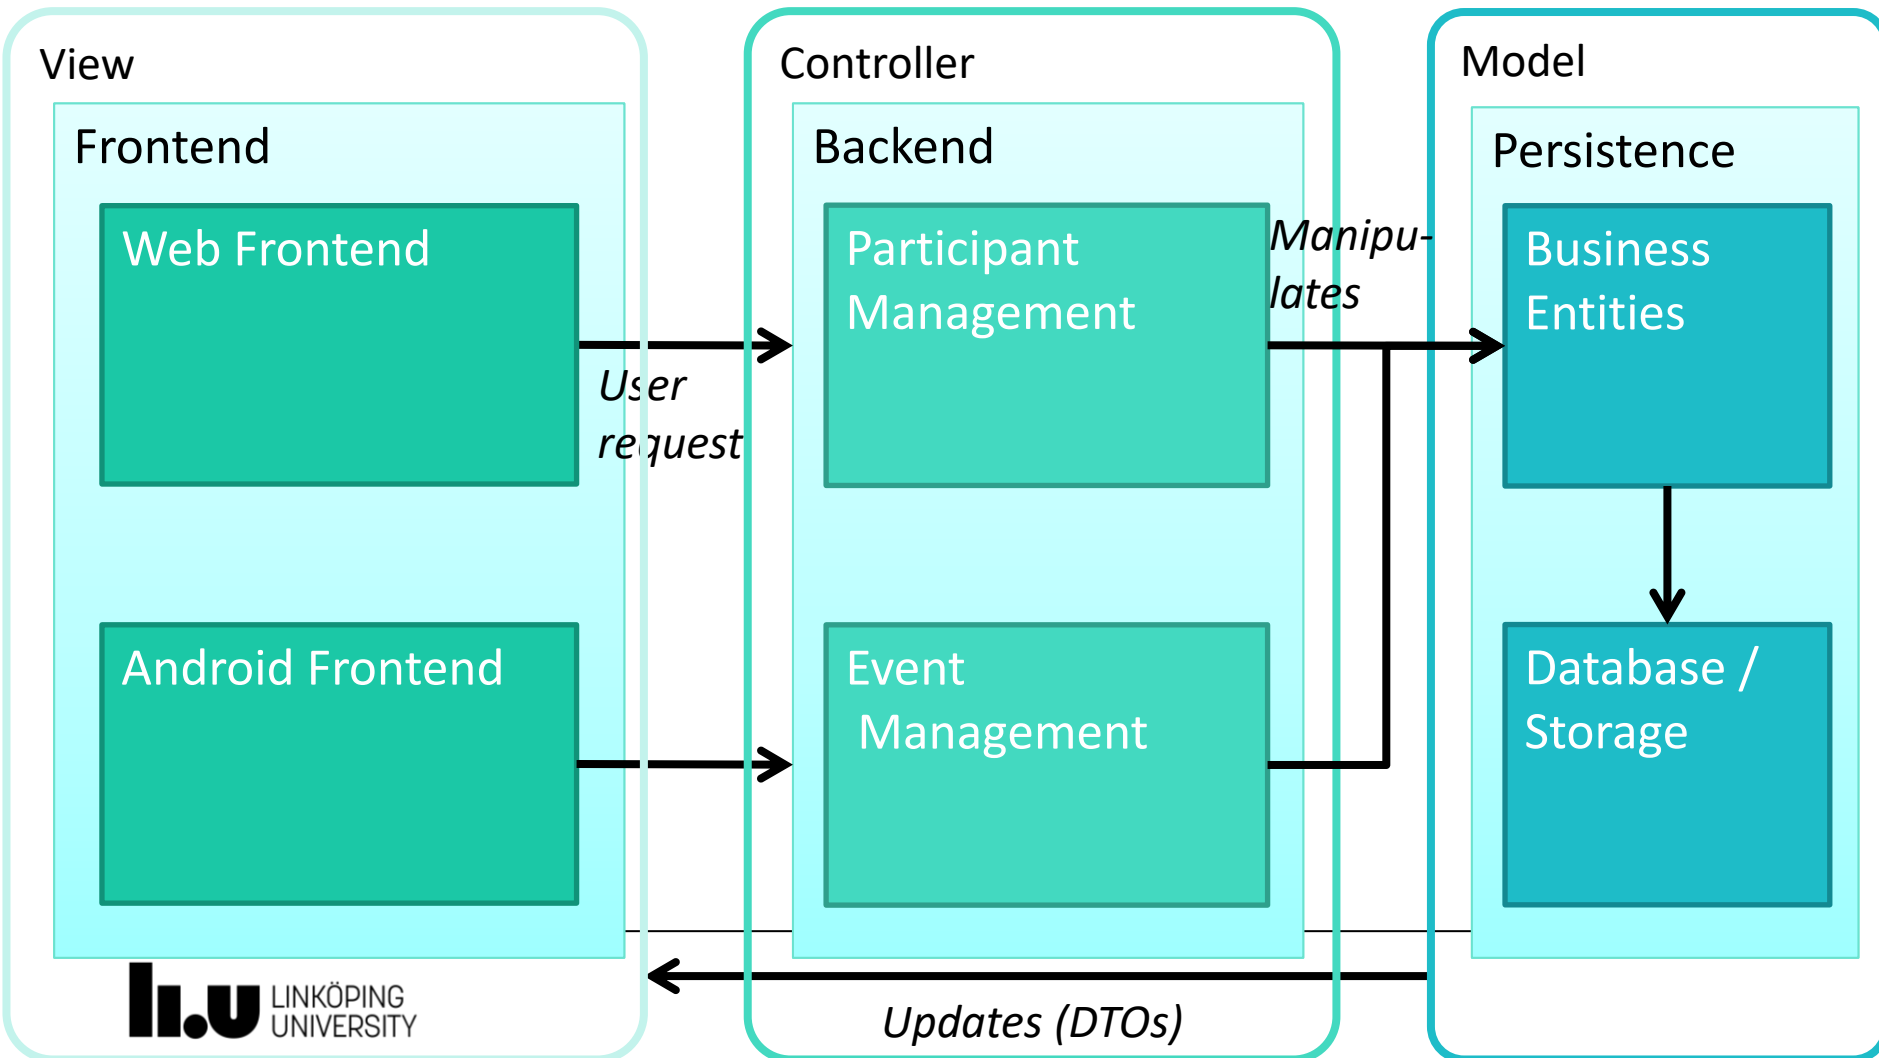 View
Frontend
Web Frontend
User
request
Android Frontend
Controller
Backend
Participant
Management
Manipu-
lates
Event
Management
Model
Persistence
Business
Entities
Database /
Storage
Updates (DTOs)
li.u LINKÖPING
UNIVERSITY